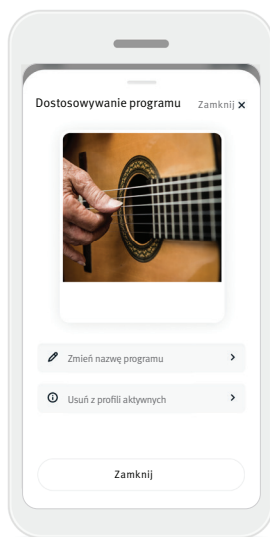 Dostosowywanie programu
Zamknij ×
Zmień nazwę programu
Usuń z profili aktywnych
Zamknij